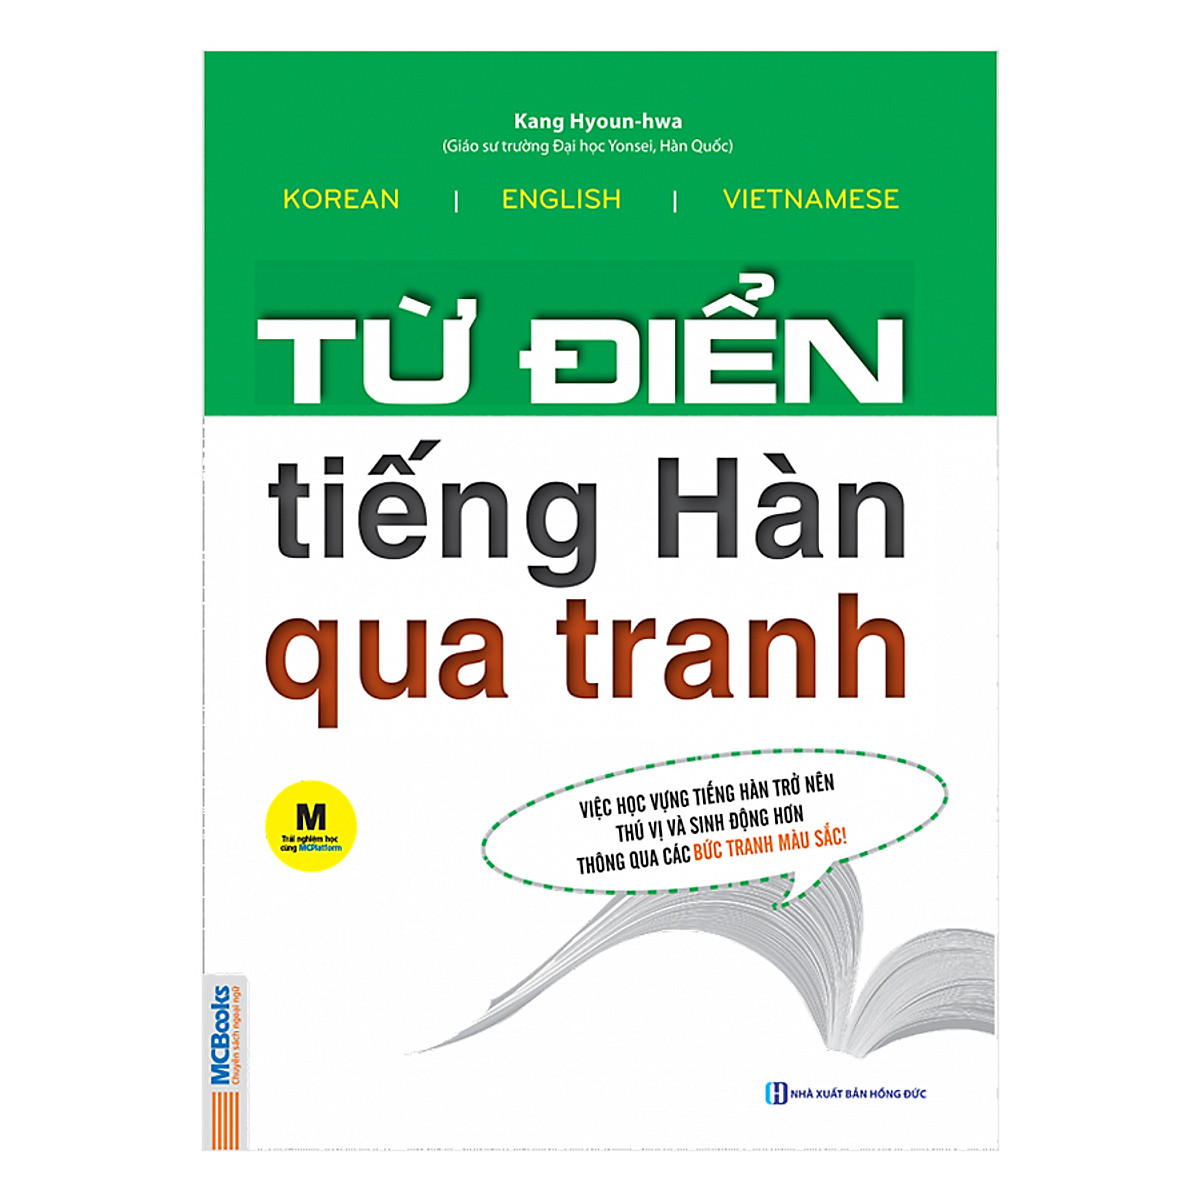 Kang Hyoun-hwa
(Giáo sư trường Đại học Yonsei, Hàn Quốc)
KOREAN | ENGLISH | VIETNAMESE
TỪ ĐIỂN
tiếng Hàn
qua tranh
VIỆC HỌC VỰNG TIẾNG HÀN TRỞ NÊN
THÚ VỊ VÀ SINH ĐỘNG HƠN
THÔNG QUA CÁC BỨC TRANH MÀU SẮC!
M
Trải nghiệm học
cùng MCPlatform
MCBooks
Chuyên sách ngoại ngữ
NHÀ XUẤT BẢN HỒNG ĐỨC